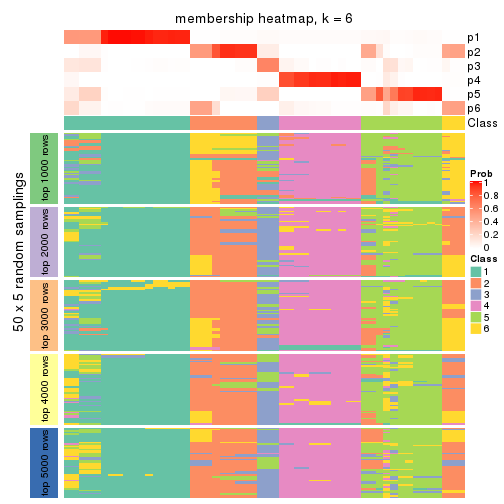 membership heatmap, k = 6
p1
p2
p3
p4
p5
p6
Class
50 x 5 random samplings
top 1000 rows
top 2000 rows
top 3000 rows
top 4000 rows
top 5000 rows
Prob
1
0.8
0.6
0.4
0.2
0
Class
1
2
3
4
5
6